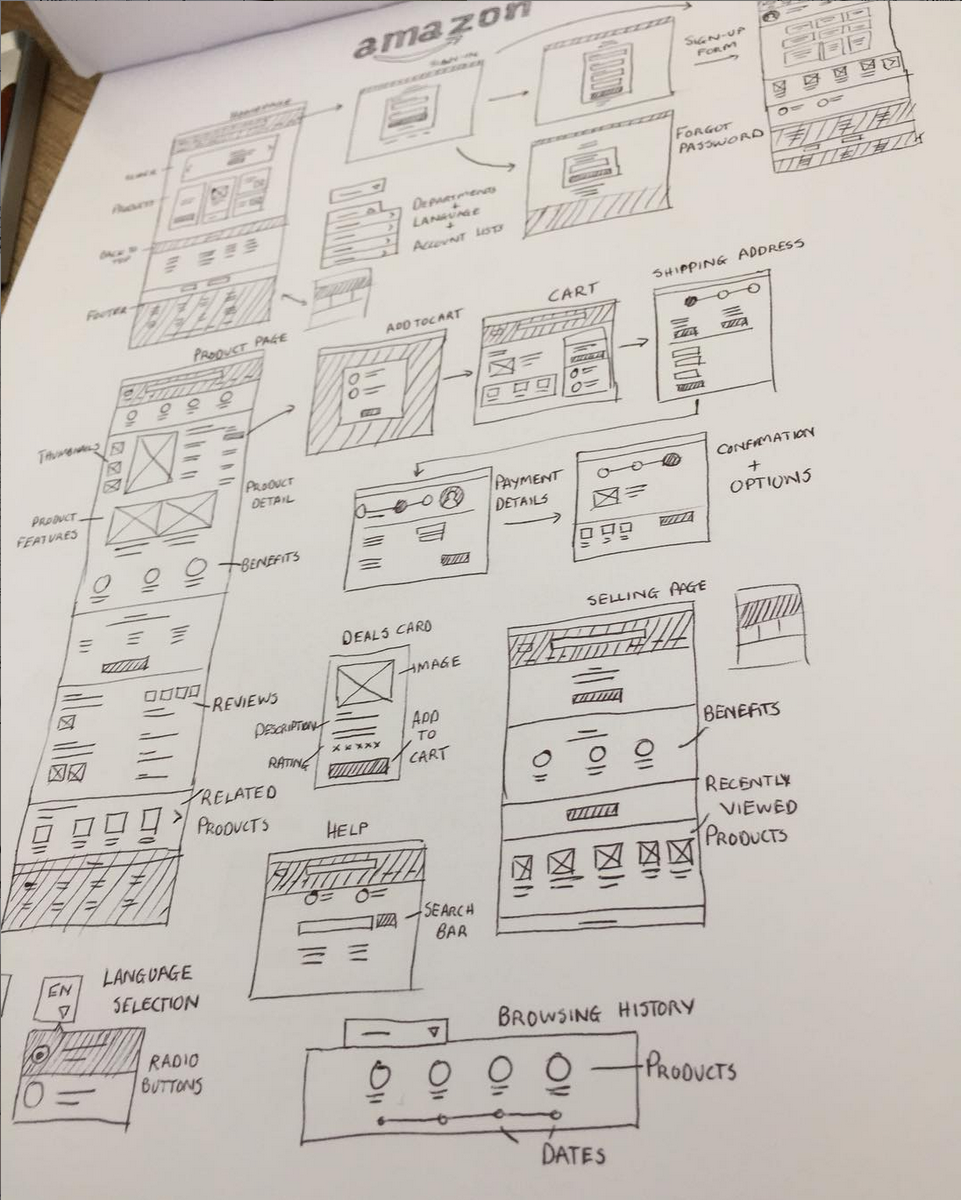 amazon
SIGN-IN
SIGN-UP
FORM
HOMEPAGE
FORGOT
PASSWORD
PRODUCTS
DEPARTMENTS
+
LANGUAGE
+
ACCOUNT LISTS
BACK TO
TOP
FOOTER
SHIPPING ADDRESS
CART
ADD TO CART
PRODUCT PAGE
THUMBNAILS
PRODUCT
DETAIL
PRODUCT
FEATURES
BENEFITS
PAYMENT
DETAILS
CONFIMATION
+
OPTIONS
SELLING PAGE
DEALS CARD
IMAGE
DESCRIPTION
RATING
ADD
TO
CART
REVIEWS
BENEFITS
RECENTLY
VIEWED
PRODUCTS
RELATED
PRODUCTS
HELP
SEARCH
BAR
EN
LANGUAGE
SELECTION
RADIO
BUTTONS
BROWSING HISTORY
PRODUCTS
DATES